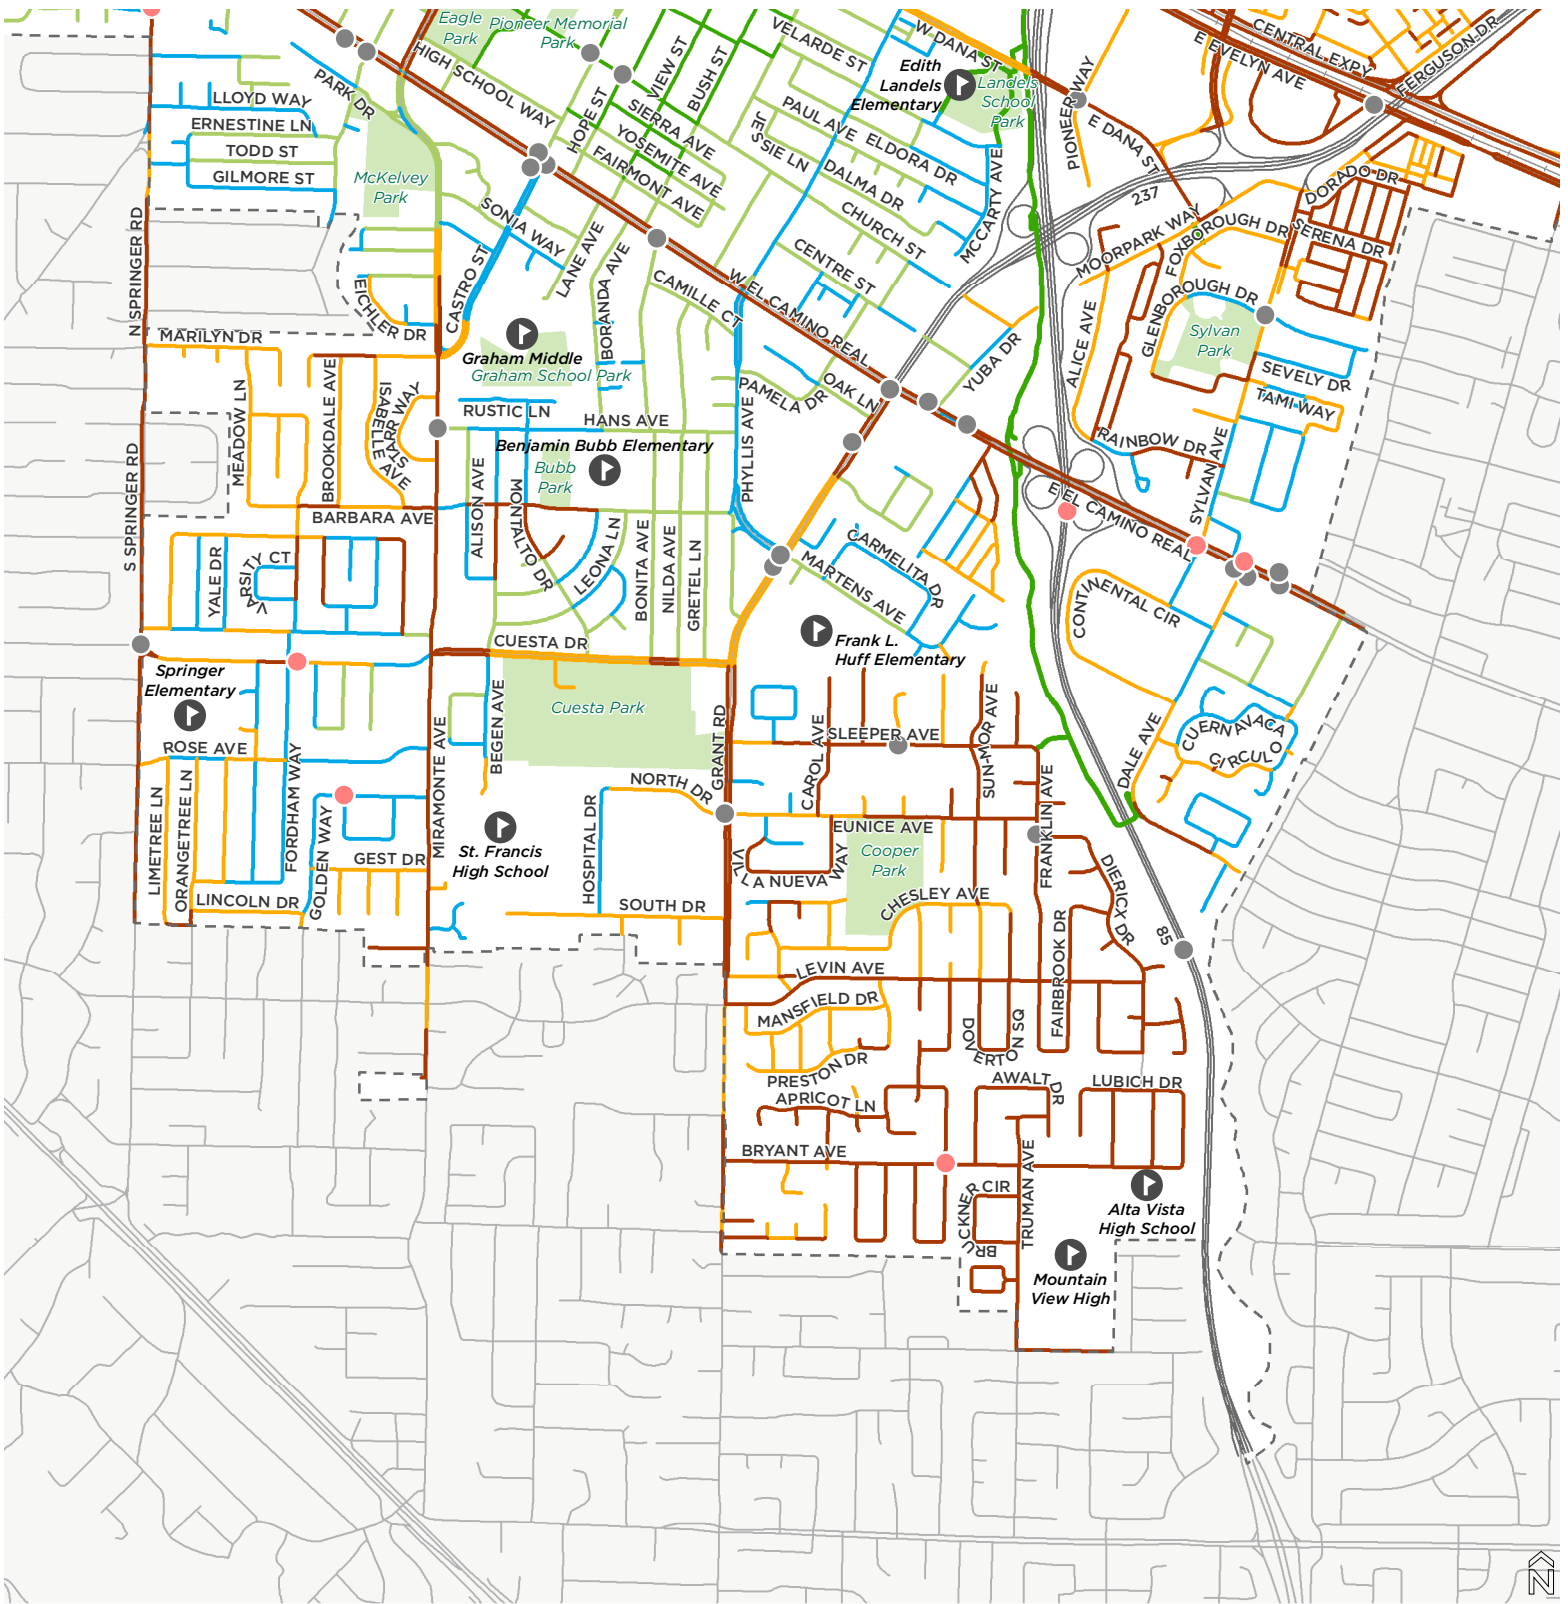 Eagle
Park
Pioneer Memorial
Park
VELARDE ST
W DANA ST
CENTRAL EXPY
E EVELYN AVE
FERGUSON DR
HIGH SCHOOL WAY
VIEW ST
BUSH ST
Edith
Landels
Elementary
Landels
School
Park
PIONEER WAY
PARK DR
LLOYD WAY
ERNESTINE LN
TODD ST
GILMORE ST
HOPE ST
SIERRA AVE
YOSEMITE AVE
FAIRMONT AVE
JESSIE LN
PAUL AVE
ELDORA DR
DALMA DR
E DANA ST
McKelvey
Park
MCCARTY AVE
237
DORADO DR
SERENA DR
MOORPARK WAY
FOXBOROUGH DR
N SPRINGER RD
SONIA WAY
LANE AVE
BORANDA AVE
CHURCH ST
CENTRE ST
CASTRO ST
EICHLER DR
CAMILLE CT
W EL CAMINO REAL
GLENBOROUGH DR
ALICE AVE
Sylvan
Park
MARILYN DR
Graham Middle
Graham School Park
YUBA DR
SEVELY DR
TAMI WAY
MEADOW LN
BROOKDALE AVE
ISABELLE AVE
STARR WAY
RUSTIC LN
HANS AVE
PAMELA DR
OAK LN
PHYLLIS AVE
RAINBOW DR
SYLVAN AVE
Benjamin Bubb Elementary
Bubb
Park
S SPRINGER RD
BARBARA AVE
ALISON AVE
MONTALTO DR
LEONA LN
BONITA AVE
NILDA AVE
GRETEL LN
E EL CAMINO REAL
YALE DR
VARSITY CT
CARMELITA DR
MARTENS AVE
CONTINENTAL CIR
CUESTA DR
Frank L.
Huff Elementary
Springer
Elementary
Cuesta Park
MIRAMONTE AVE
BEGEN AVE
GRANT RD
CAROL AVE
SLEEPER AVE
SUN-MOR AVE
CUERNAVACA
CIRCULO
DALE AVE
ROSE AVE
NORTH DR
FRANKLIN AVE
LIMETREE LN
ORANGETREE LN
FORDHAM WAY
GOLDEN WAY
St. Francis
High School
HOSPITAL DR
EUNICE AVE
Cooper
Park
VILLA NUEVA
WAY
DIERICX DR
GEST DR
LINCOLN DR
SOUTH DR
CHESLEY AVE
FAIRBROOK DR
85
LEVIN AVE
MANSFIELD DR
DOVERTON SQ
PRESTON DR
AWALT DR
LUBICH DR
APRICOT LN
BRYANT AVE
TRUMAN AVE
BRUCKNER CIR
Alta Vista
High School
Mountain
View High
N